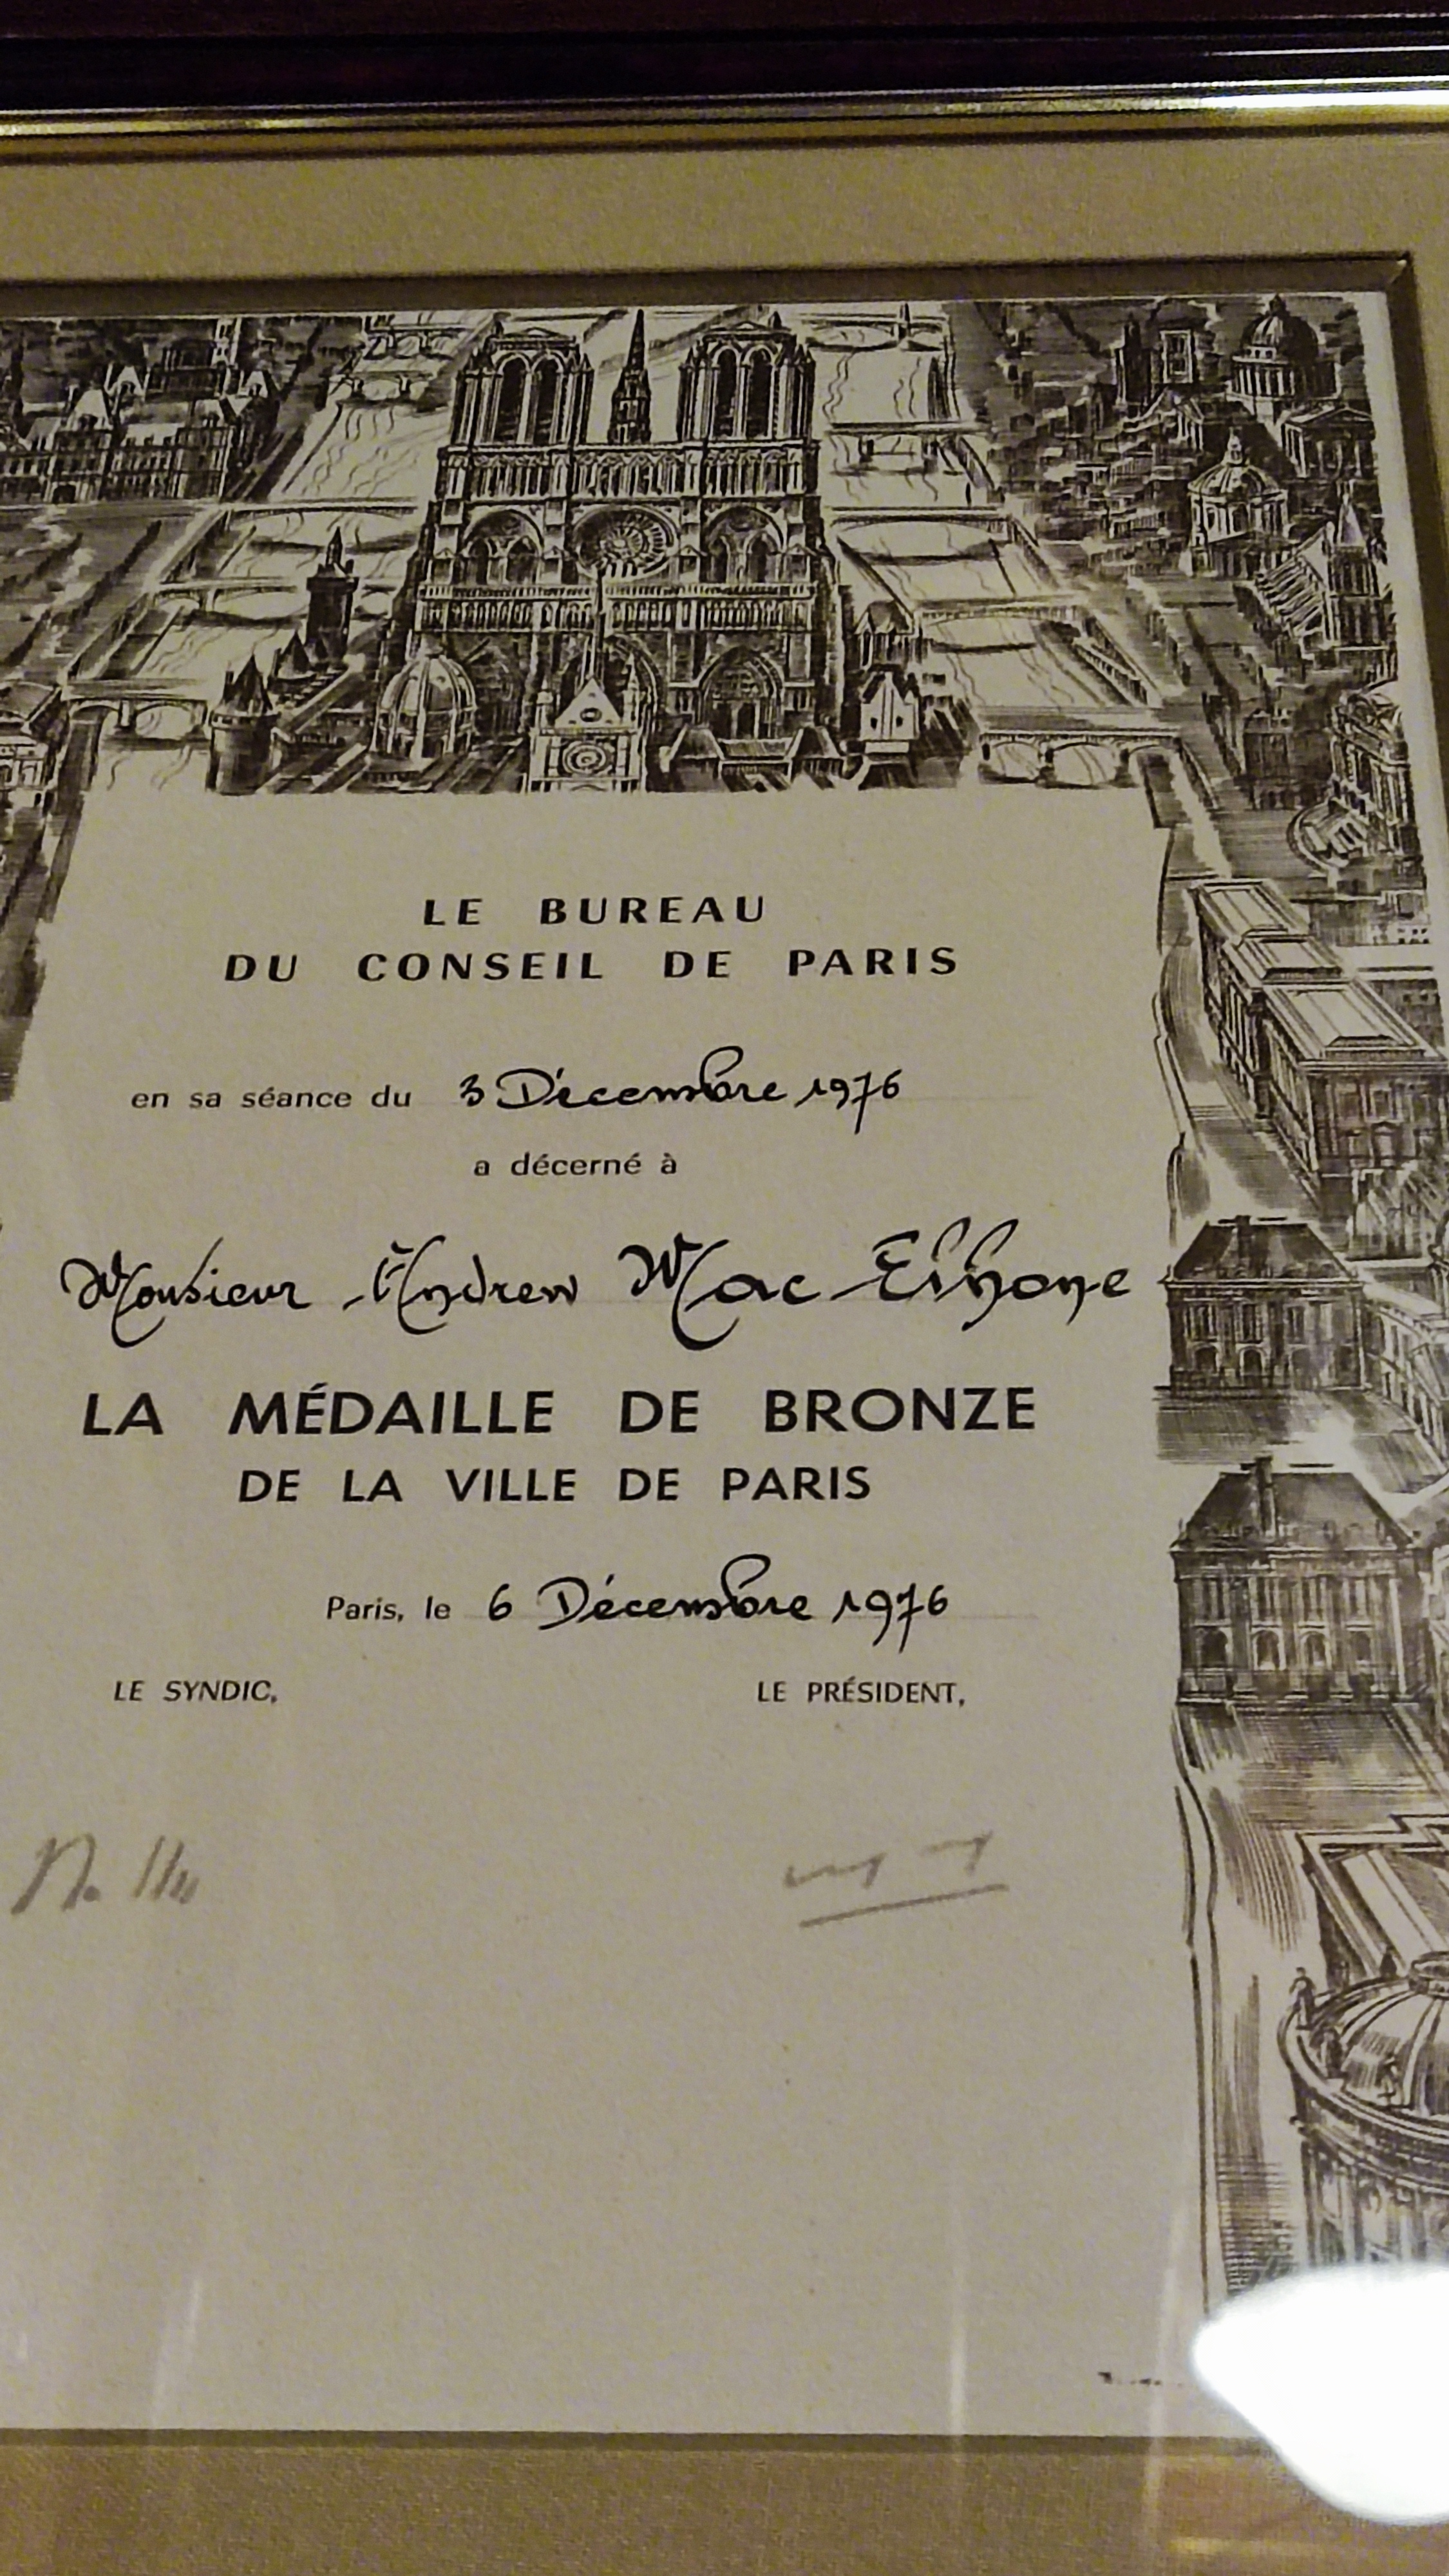 LE BUREAU
DU CONSEIL DE PARIS
en sa séance du 3 Décembre 1976
a décerné à
Monsieur Andrew Mac Elhone
LA MÉDAILLE DE BRONZE
DE LA VILLE DE PARIS
Paris, le 6 Décembre 1976
LE SYNDIC,
LE PRÉSIDENT,